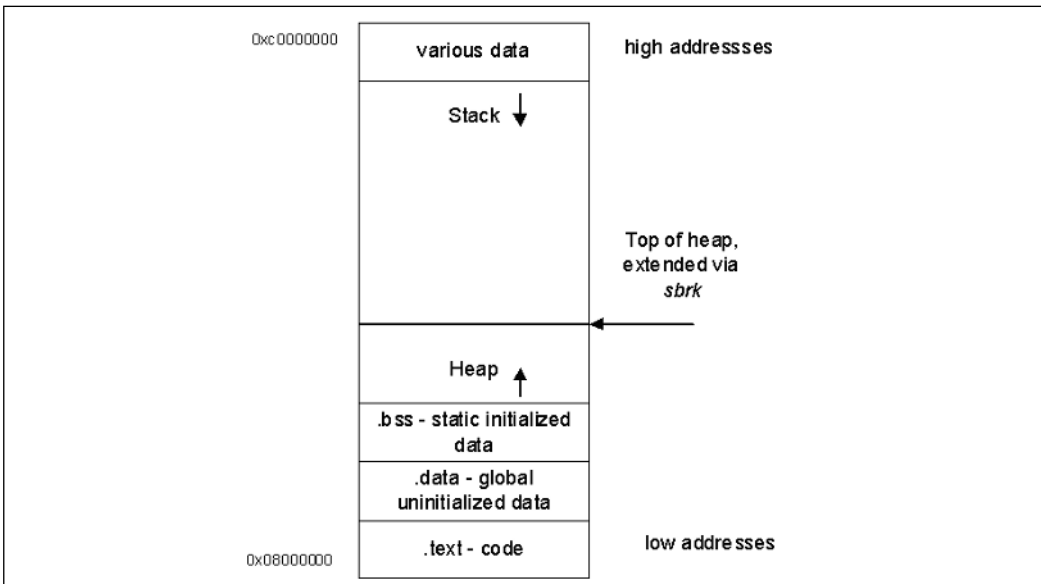 0xc0000000
various data
high addressses
Stack
Top of heap,
extended via
sbrk
Heap
.bss - static initialized
data
.data - global
uninitialized data
.text - code
low addresses
0x08000000